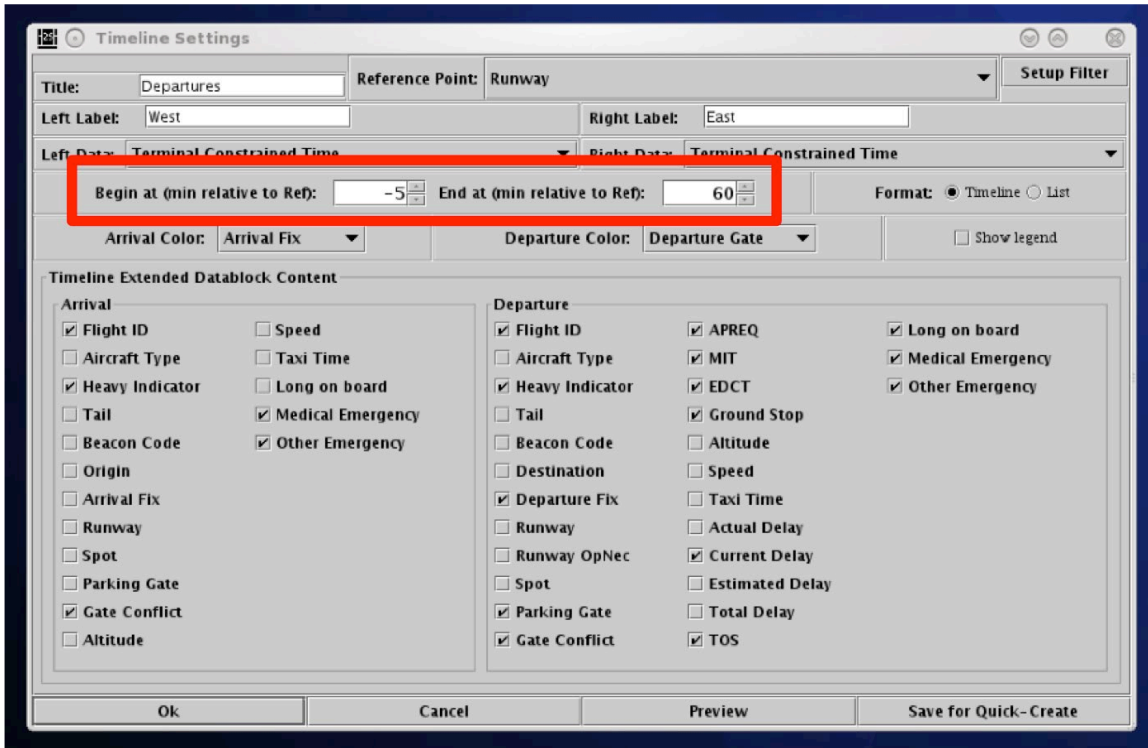 Timeline Settings
Title: Departures Reference Point: Runway Setup Filter
Left Label: West Right Label: East
Left Data: Terminal Constrained Time Right Data: Terminal Constrained Time
Begin at (min relative to Ref): -5 End at (min relative to Ref): 60 Format: Timeline List
Arrival Color: Arrival Fix Departure Color: Departure Gate Show legend
Timeline Extended Datablock Content
Arrival
Flight ID Speed
Aircraft Type Taxi Time
Heavy Indicator Long on board
Tail Medical Emergency
Beacon Code Other Emergency
Origin
Arrival Fix
Runway
Spot
Parking Gate
Gate Conflict
Altitude
Departure
Flight ID APREQ Long on board
Aircraft Type MIT Medical Emergency
Heavy Indicator EDCT Other Emergency
Tail Ground Stop
Beacon Code Altitude
Destination Speed
Departure Fix Taxi Time
Runway Actual Delay
Runway OpNec Current Delay
Spot Estimated Delay
Parking Gate Total Delay
Gate Conflict TOS
Ok Cancel Preview Save for Quick-Create